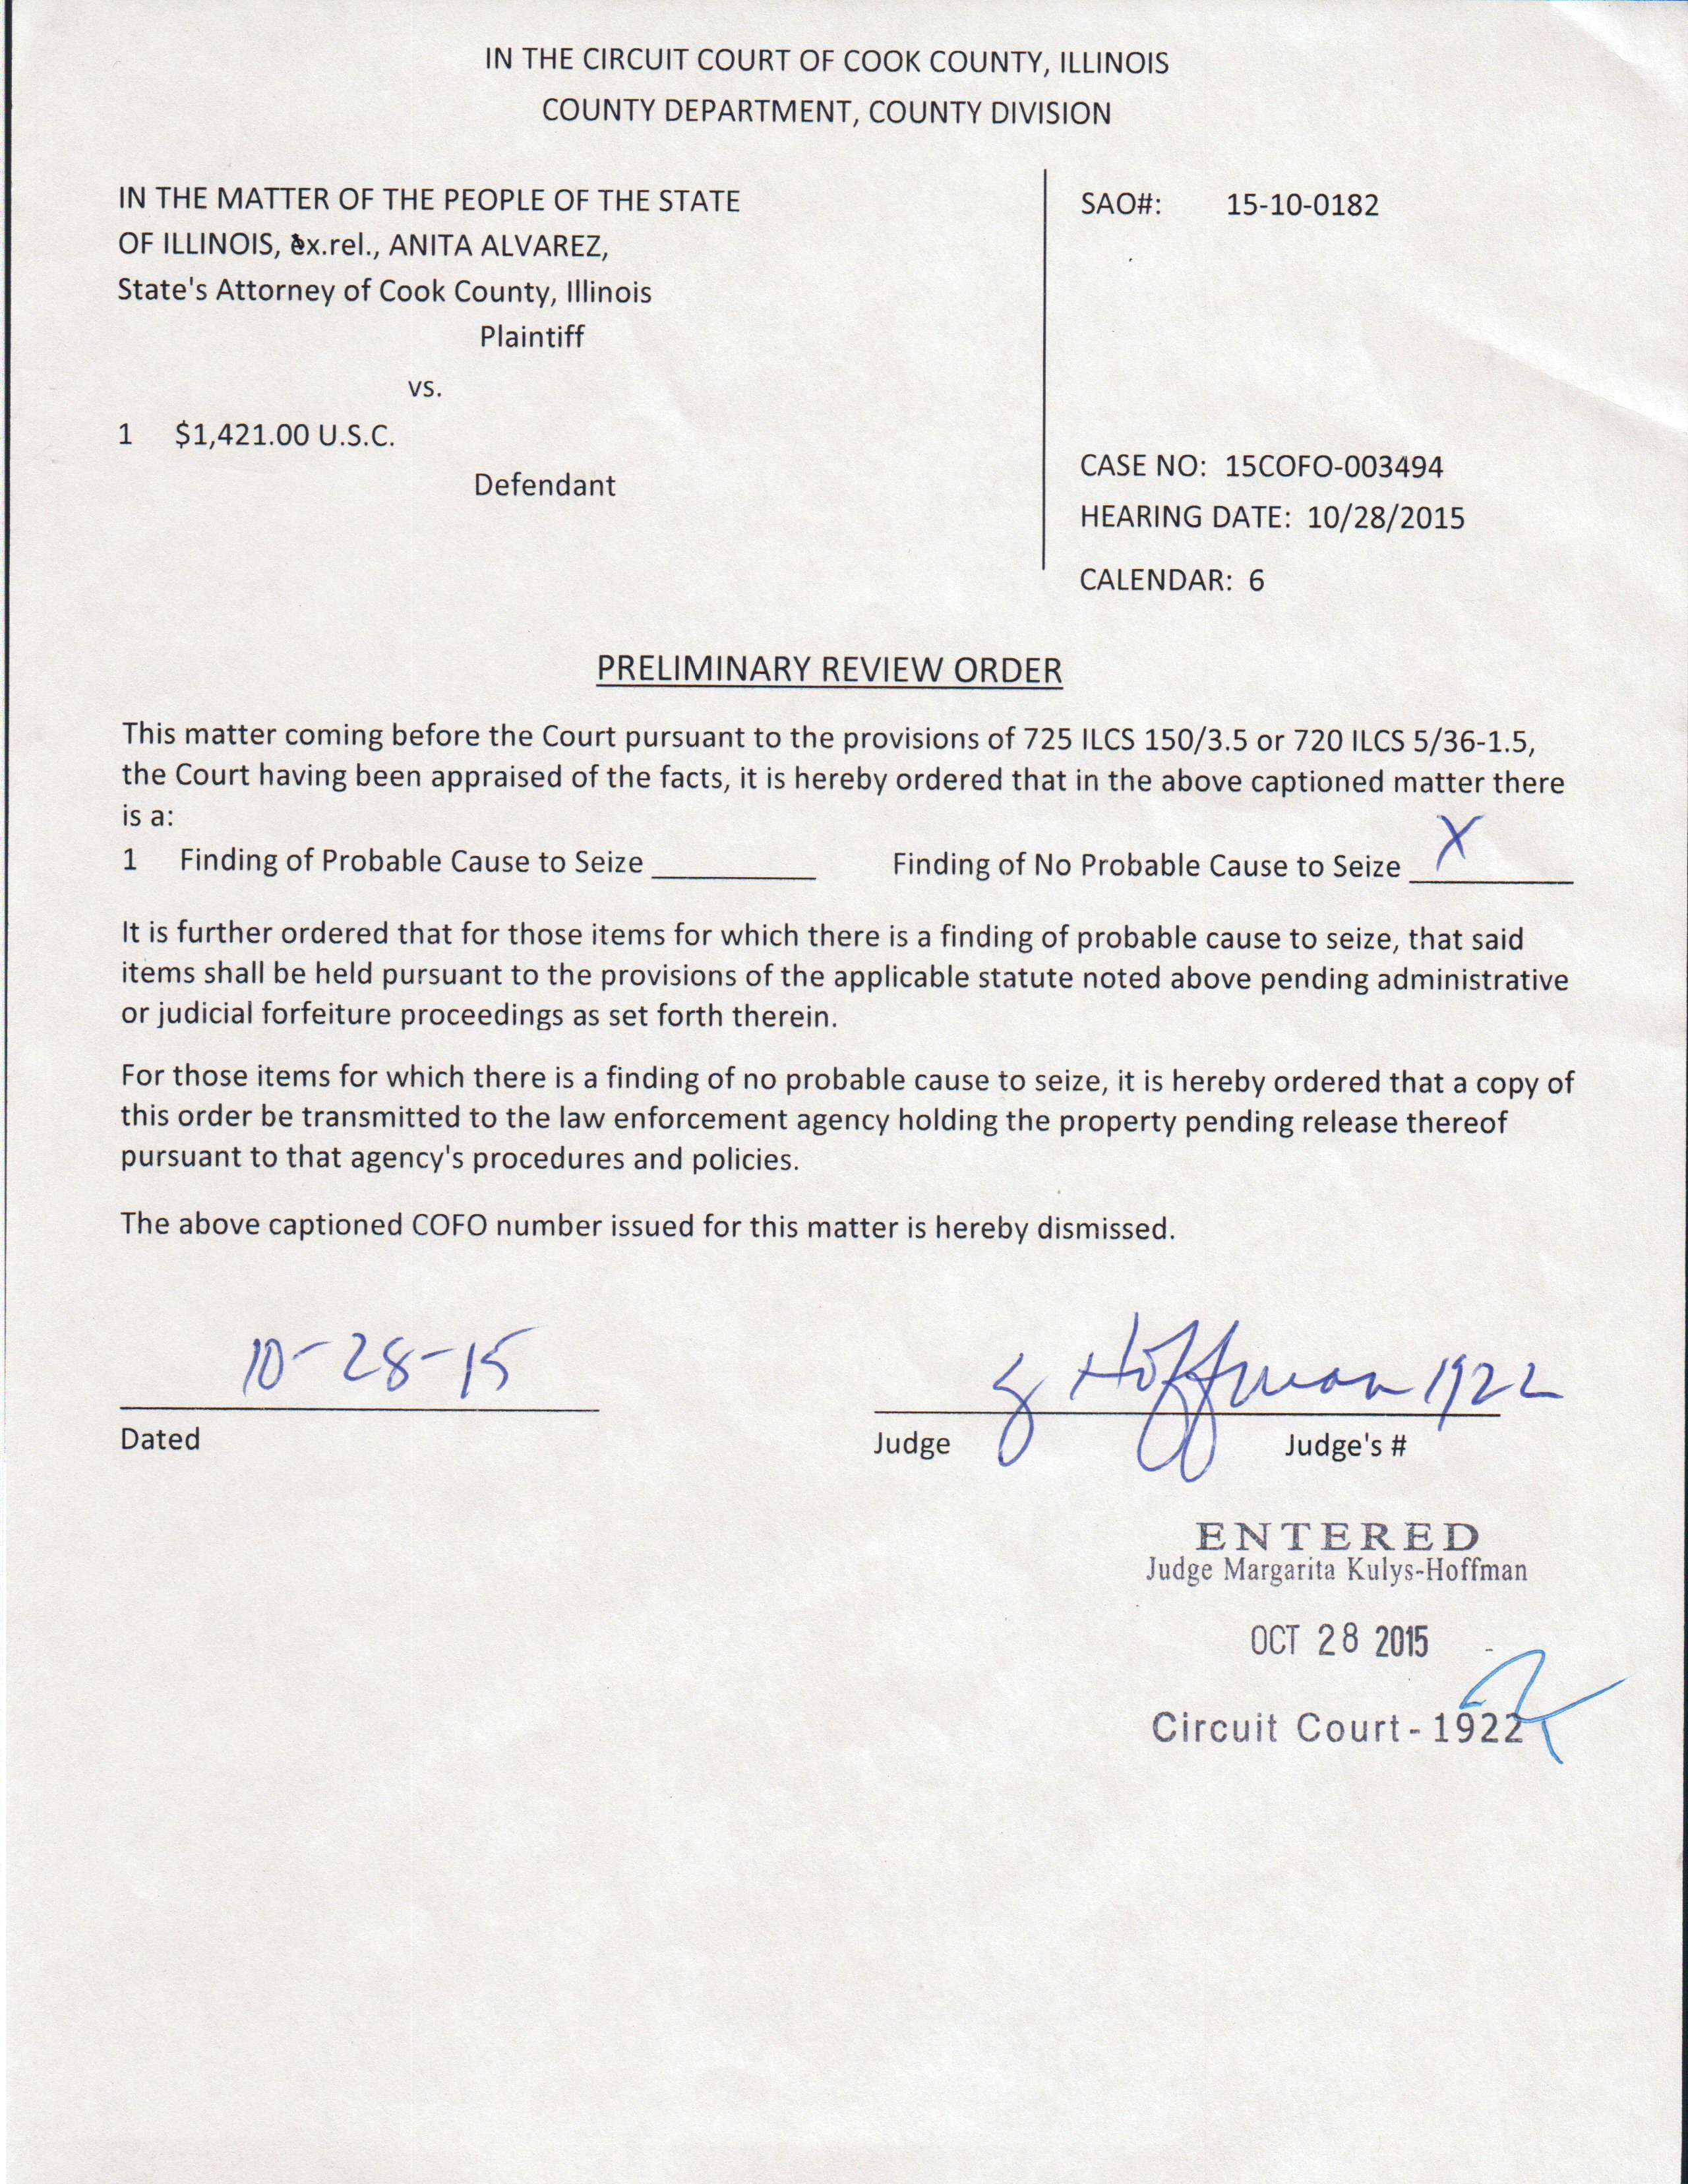 IN THE CIRCUIT COURT OF COOK COUNTY, ILLINOIS
COUNTY DEPARTMENT, COUNTY DIVISION
IN THE MATTER OF THE PEOPLE OF THE STATE
OF ILLINOIS, ex.rel., ANITA ALVAREZ,
State's Attorney of Cook County, Illinois
Plaintiff
vs.
1 $1,421.00 U.S.C.
Defendant
SAO#: 15-10-0182
CASE NO: 15COFO-003494
HEARING DATE: 10/28/2015
CALENDAR: 6
PRELIMINARY REVIEW ORDER
This matter coming before the Court pursuant to the provisions of 725 ILCS 150/3.5 or 720 ILCS 5/36-1.5,
the Court having been appraised of the facts, it is hereby ordered that in the above captioned matter there
is a:
1 Finding of Probable Cause to Seize __________ Finding of No Probable Cause to Seize X
It is further ordered that for those items for which there is a finding of probable cause to seize, that said
items shall be held pursuant to the provisions of the applicable statute noted above pending administrative
or judicial forfeiture proceedings as set forth therein.
For those items for which there is a finding of no probable cause to seize, it is hereby ordered that a copy of
this order be transmitted to the law enforcement agency holding the property pending release thereof
pursuant to that agency's procedures and policies.
The above captioned COFO number issued for this matter is hereby dismissed.
10-28-15
Hoffman 1922
Dated
Judge Judge's #
ENTERED
Judge Margarita Kulys-Hoffman
OCT 28 2015
Circuit Court - 1922